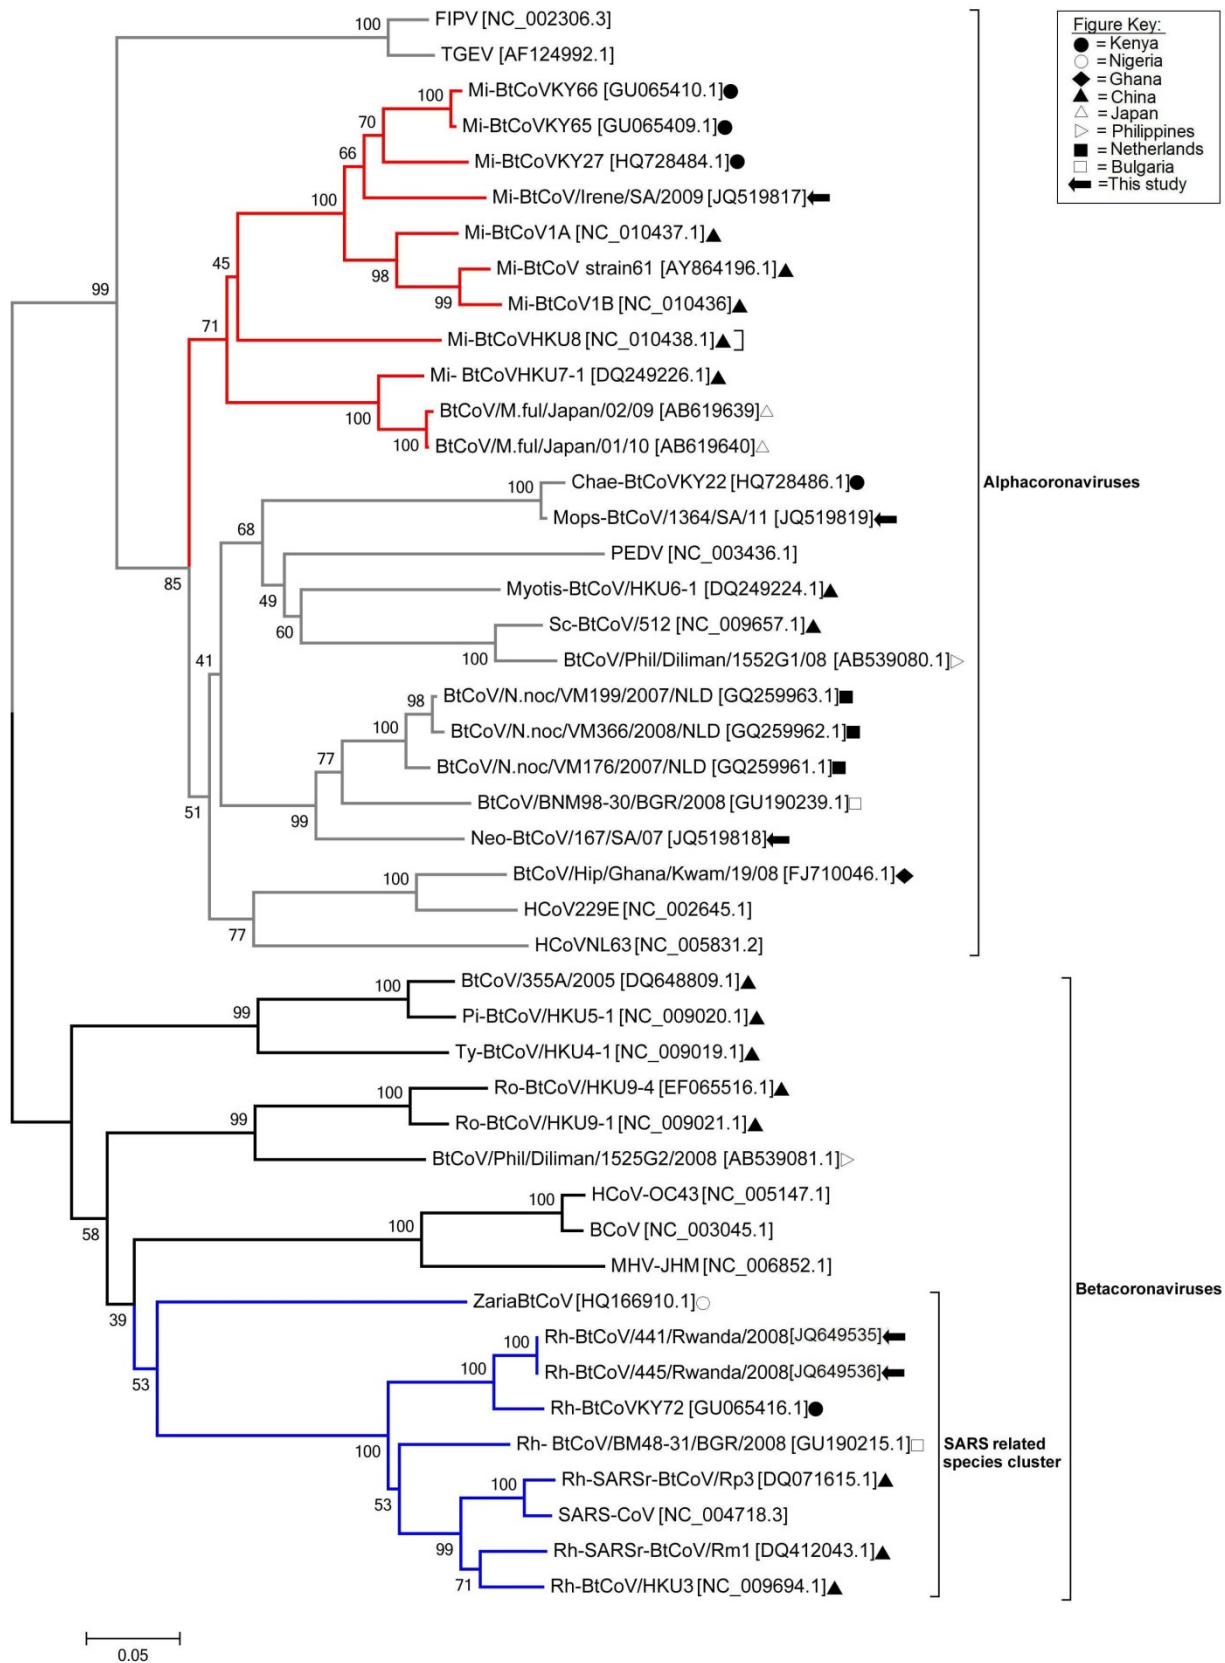 Figure Key:
= Kenya
= Nigeria
= Ghana
= China
= Japan
= Philippines
= Netherlands
= Bulgaria
=This study
100
FIPV [NC_002306.3]
TGEV [AF124992.1]
Mi-BtCoVKY66 [GU065410.1]
100
Mi-BtCoVKY65 [GU065409.1]
70
Mi-BtCoVKY27 [HQ728484.1]
66
Mi-BtCoV/Irene/SA/2009 [JQ519817]
100
Mi-BtCoV1A [NC_010437.1]
45
98
Mi-BtCoV strain61 [AY864196.1]
99
99
Mi-BtCoV1B [NC_010436]
71
Mi-BtCoVHKU8 [NC_010438.1]
Mi- BtCoVHKU7-1 [DQ249226.1]
100
BtCoV/M.ful/Japan/02/09 [AB619639]
100
BtCoV/M.ful/Japan/01/10 [AB619640]
Chae-BtCoVKY22 [HQ728486.1]
Alphacoronaviruses
100
Mops-BtCoV/1364/SA/11 [JQ519819]
68
PEDV [NC_003436.1]
85
Myotis-BtCoV/HKU6-1 [DQ249224.1]
49
Sc-BtCoV/512 [NC_009657.1]
60
100
BtCoV/Phil/Diliman/1552G1/08 [AB539080.1]
41
BtCoV/N.noc/VM199/2007/NLD [GQ259963.1]
98
100
BtCoV/N.noc/VM366/2008/NLD [GQ259962.1]
77
BtCoV/N.noc/VM176/2007/NLD [GQ259961.1]
BtCoV/BNM98-30/BGR/2008 [GU190239.1]
51
99
Neo-BtCoV/167/SA/07 [JQ519818]
BtCoV/Hip/Ghana/Kwam/19/08 [FJ710046.1]
100
HCoV229E [NC_002645.1]
77
HCoVNL63 [NC_005831.2]
BtCoV/355A/2005 [DQ648809.1]
100
99
Pi-BtCoV/HKU5-1 [NC_009020.1]
Ty-BtCoV/HKU4-1 [NC_009019.1]
Ro-BtCoV/HKU9-4 [EF065516.1]
100
99
Ro-BtCoV/HKU9-1 [NC_009021.1]
BtCoV/Phil/Diliman/1525G2/2008 [AB539081.1]
HCoV-OC43 [NC_005147.1]
100
58
100
BCoV [NC_003045.1]
MHV-JHM [NC_006852.1]
Betacoronaviruses
ZariaBtCoV [HQ166910.1]
39
Rh-BtCoV/441/Rwanda/2008[JQ649535]
100
100
Rh-BtCoV/445/Rwanda/2008[JQ649536]
53
Rh-BtCoVKY72 [GU065416.1]
100
Rh- BtCoV/BM48-31/BGR/2008 [GU190215.1]
SARS related
species cluster
Rh-SARSr-BtCoV/Rp3 [DQ071615.1]
100
53
SARS-CoV [NC_004718.3]
99
Rh-SARSr-BtCoV/Rm1 [DQ412043.1]
71
Rh-BtCoV/HKU3 [NC_009694.1]
0.05